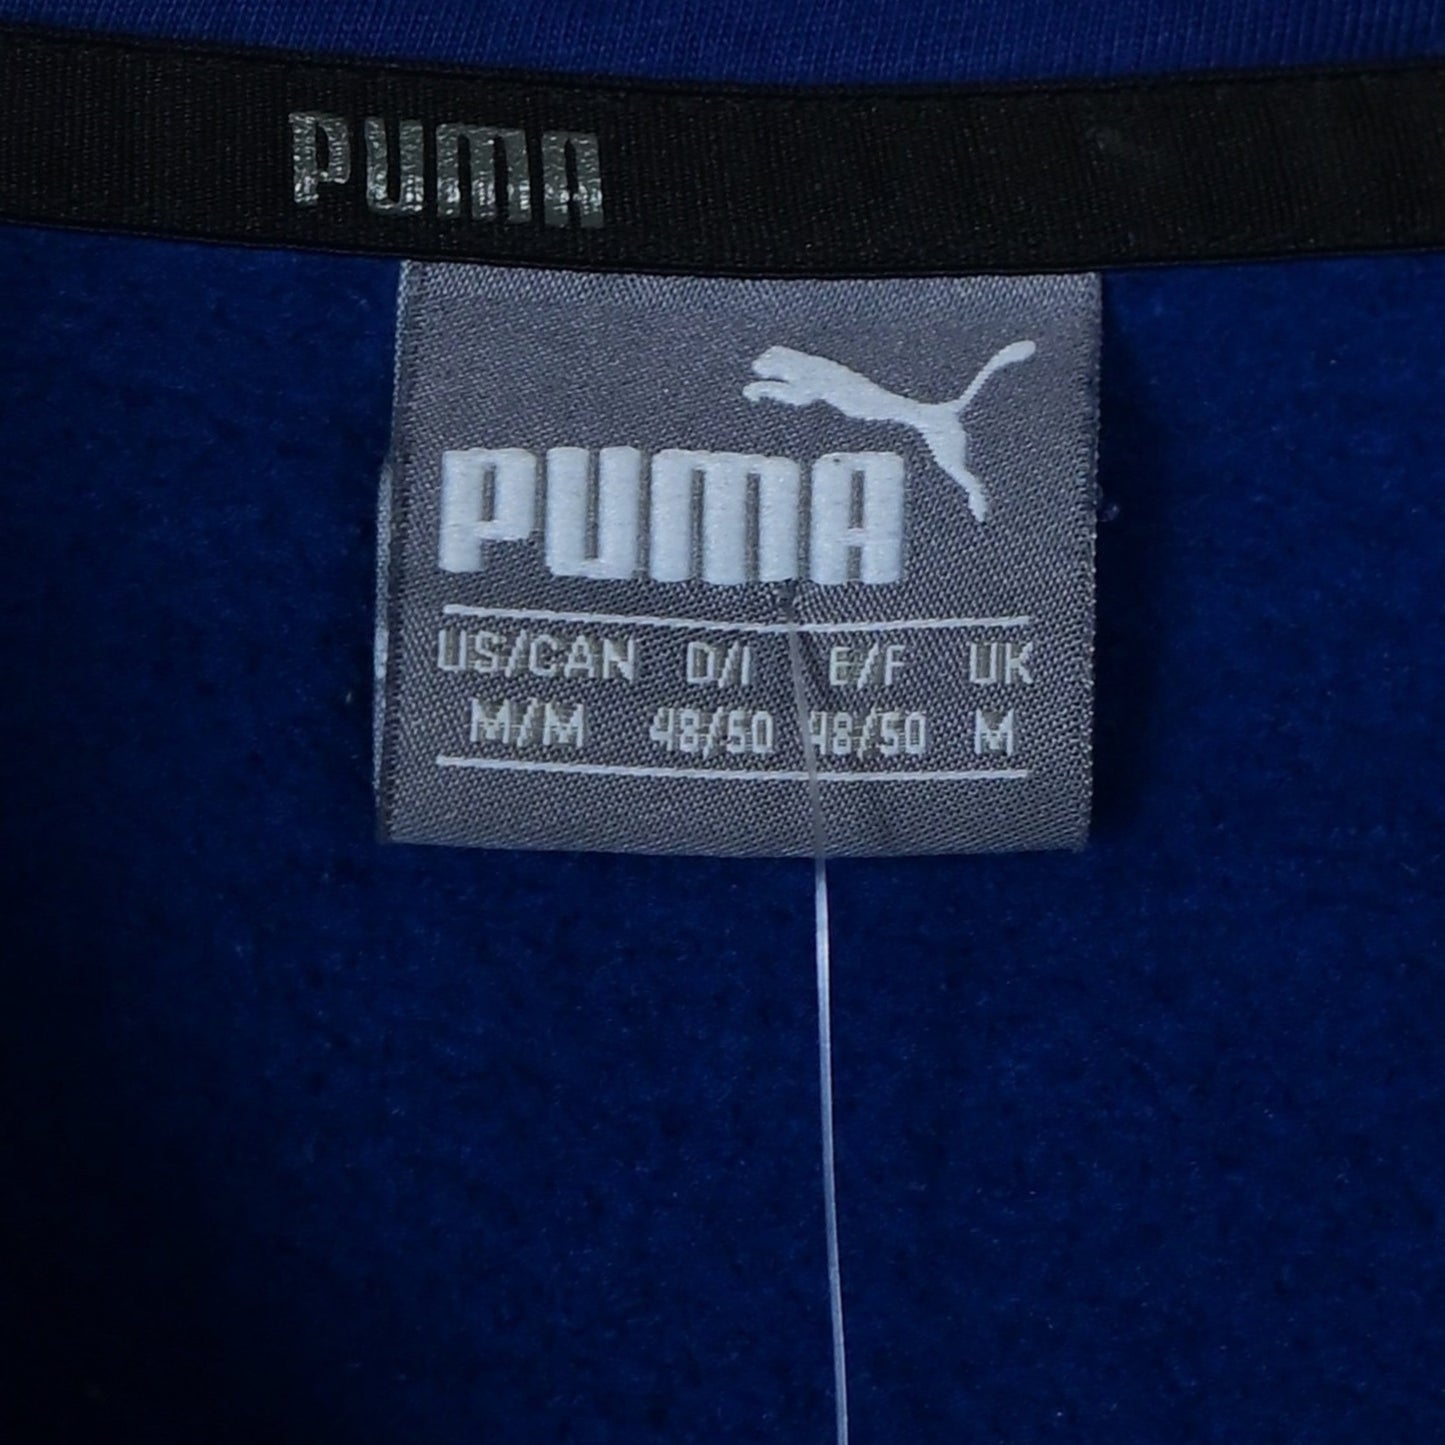 PUMA
PUMA
US/CAN D/I E/F UK
M/M 48/50 48/50 M